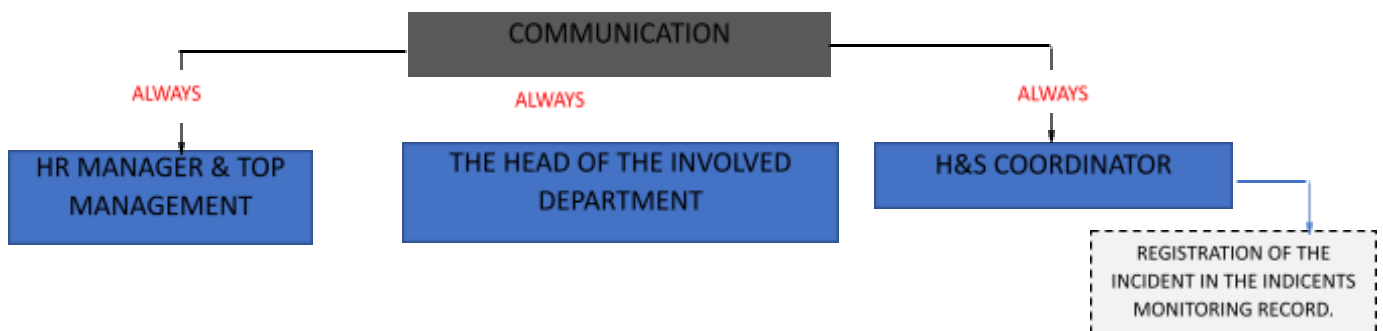 COMMUNICATION
ALWAYS
ALWAYS
ALWAYS
HR MANAGER & TOP
MANAGEMENT
THE HEAD OF THE INVOLVED
DEPARTMENT
H&S COORDINATOR
REGISTRATION OF THE
INCIDENT IN THE INDICENTS
MONITORING RECORD.